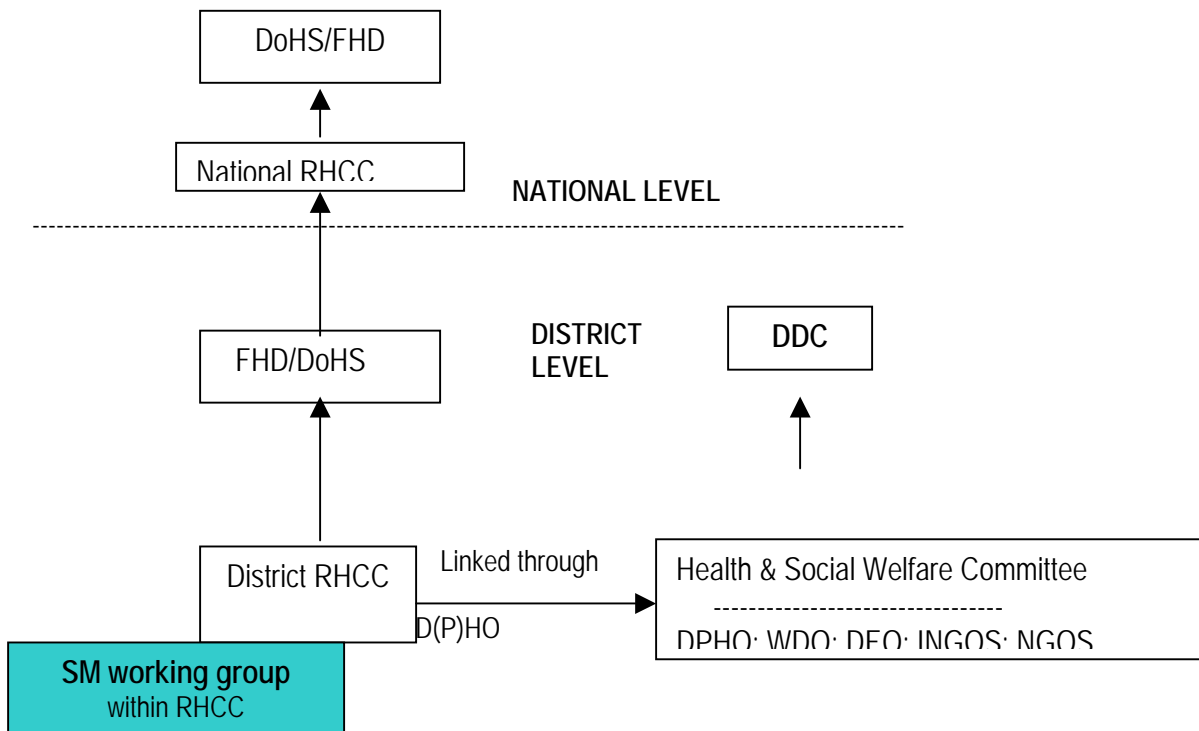 DoHS/FHD
National RHCC
NATIONAL LEVEL
FHD/DoHS
DISTRICT
LEVEL
DDC
District RHCC
Linked through
D(P)HO
Health & Social Welfare Committee
DPHO; WDO; DEO; INGOS; NGOS
SM working group
within RHCC